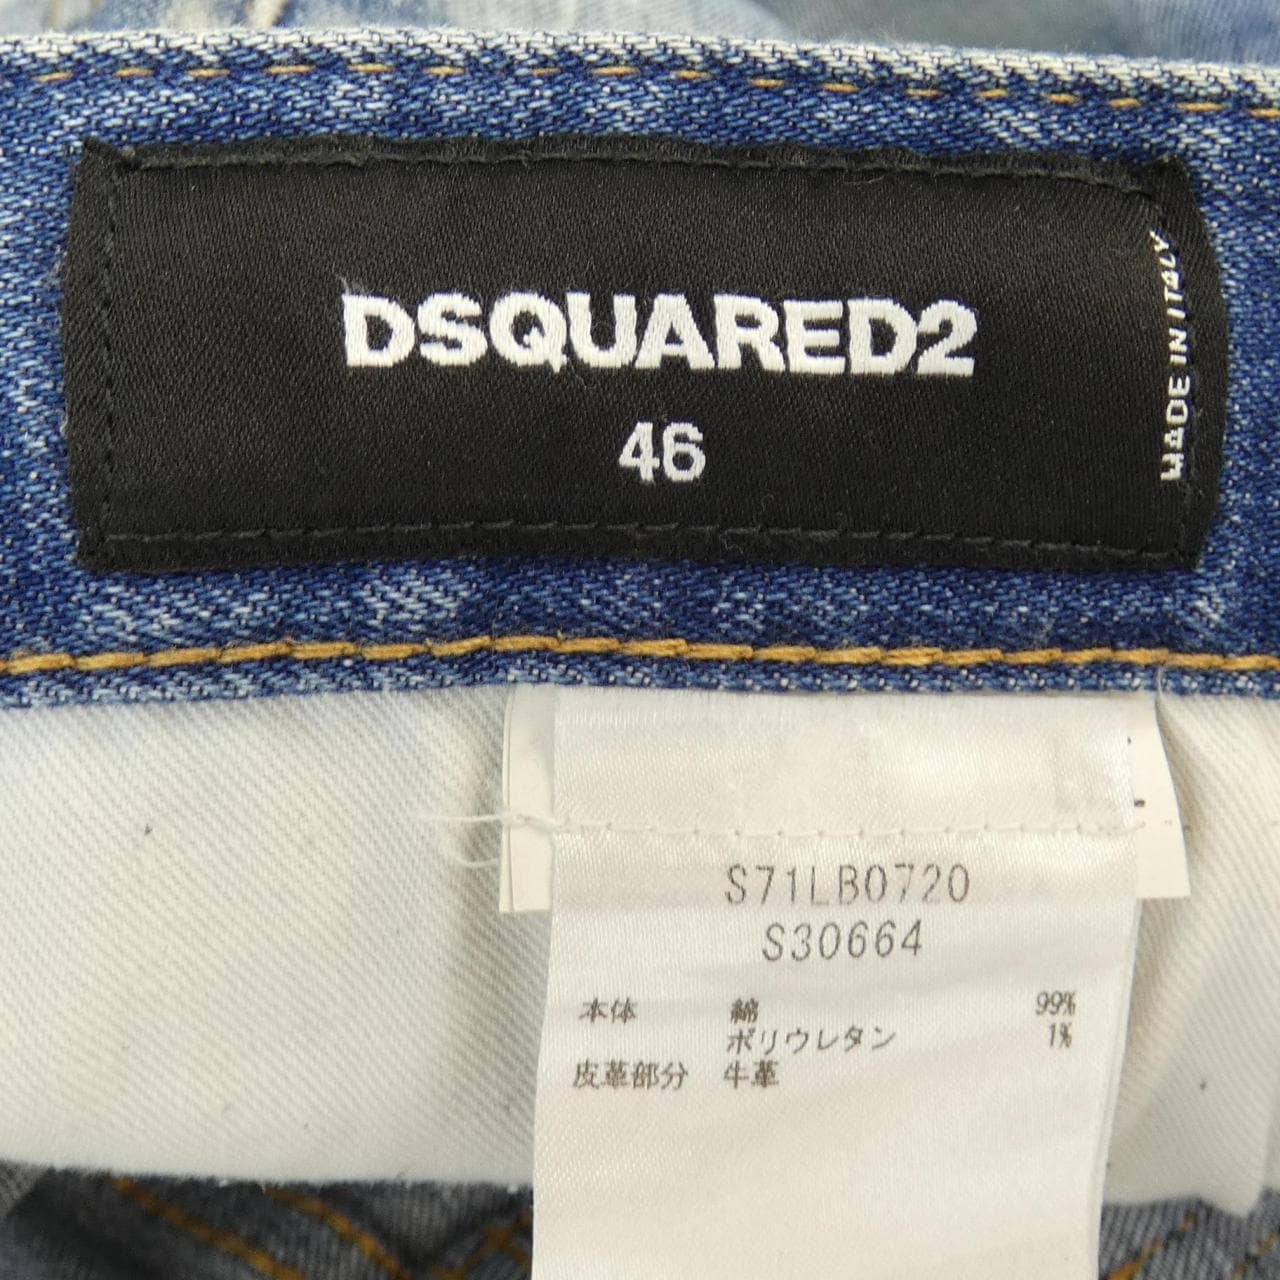 DSQUARED2
46
MADE IN ITALY
S71LB0720
S30664
本体 綿 99%
ポリウレタン 1%
皮革部分 牛革